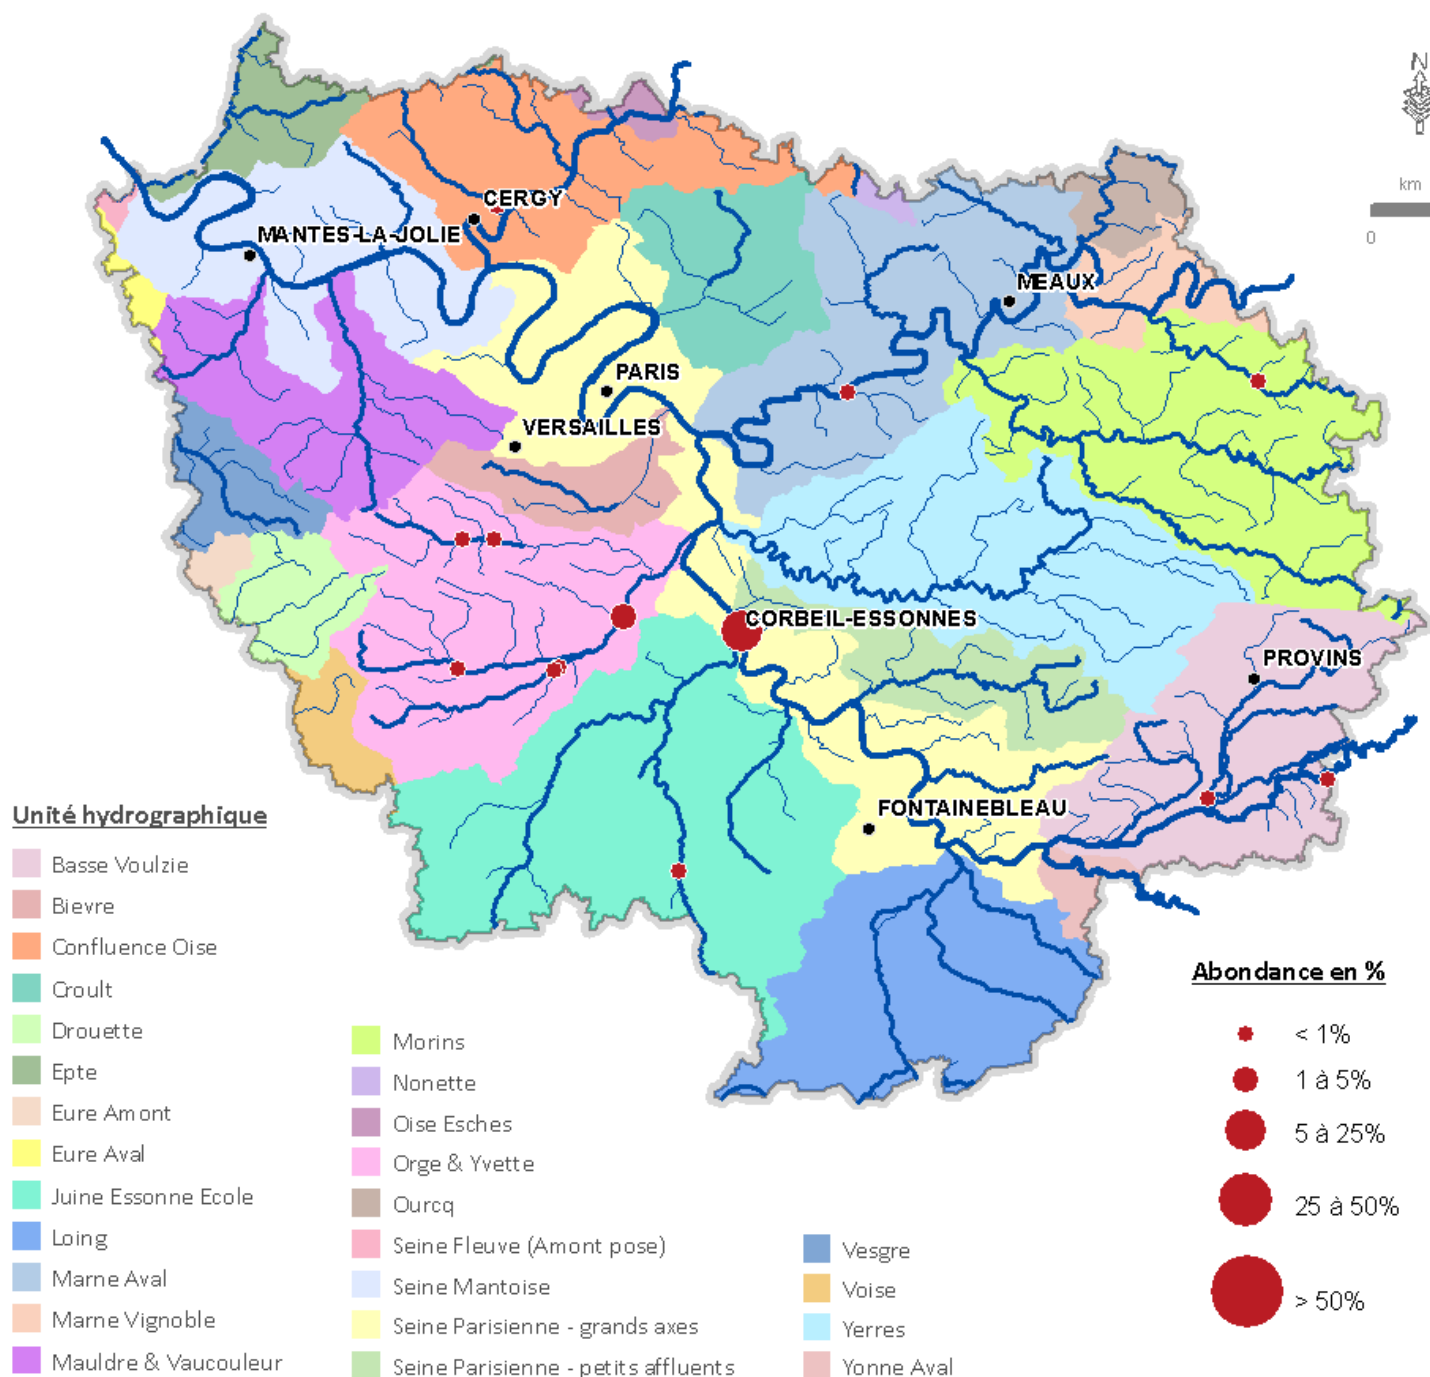 N
km
0
CERGY
MANTES-LA-JOLIE
MEAUX
PARIS
VERSAILLES
CORBEIL-ESSONNES
PROVINS
FONTAINEBLEAU
Unité hydrographique
Basse Voulzie
Bievre
Confluence Oise
Croult
Drouette
Epte
Eure Amont
Eure Aval
Juine Essonne Ecole
Loing
Marne Aval
Marne Vignoble
Mauldre & Vaucouleur
Morins
Nonette
Oise Esches
Orge & Yvette
Ourcq
Seine Fleuve (Amont pose)
Seine Mantoise
Seine Parisienne - grands axes
Seine Parisienne - petits affluents
Vesgre
Voise
Yerres
Yonne Aval
Abondance en %
< 1%
1 à 5%
5 à 25%
25 à 50%
> 50%